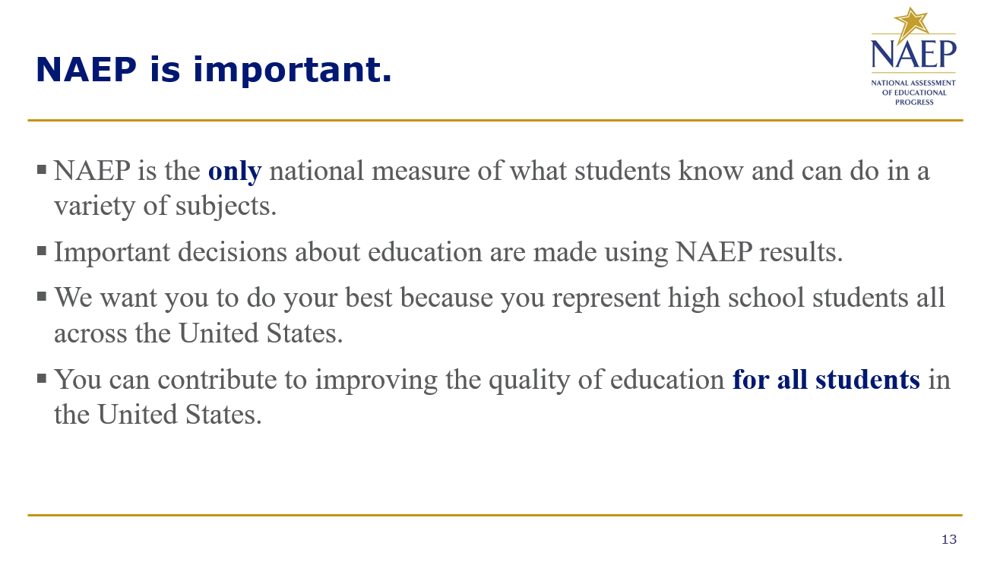 NAEP is important.
NAEP
NATIONAL ASSESSMENT
OF EDUCATIONAL
PROGRESS
▪ NAEP is the only national measure of what students know and can do in a
variety of subjects.
▪ Important decisions about education are made using NAEP results.
▪ We want you to do your best because you represent high school students all
across the United States.
▪ You can contribute to improving the quality of education for all students in
the United States.
13